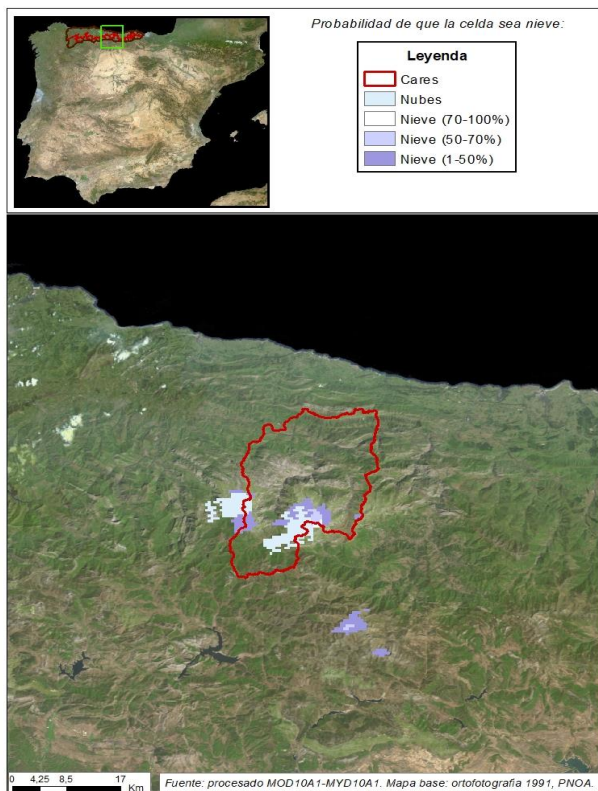 Probabilidad de que la celda sea nieve:
Leyenda
Cares
Nubes
Nieve (70-100%)
Nieve (50-70%)
Nieve (1-50%)
0 4,25 8,5 17
Km
Fuente: procesado MOD10A1-MYD10A1. Mapa base: ortofotografía 1991, PNOA.